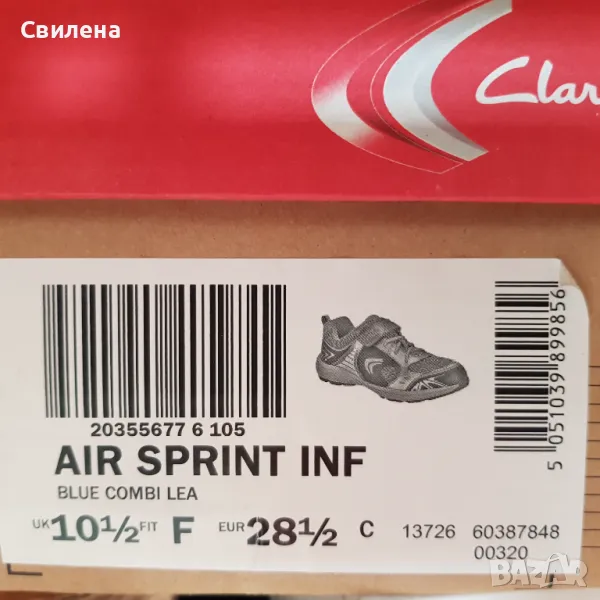 Свилена
Clar
20355677 6 105
5 051039 899856
AIR SPRINT INF
BLUE COMBI LEA
UK 10½ FIT F EUR 28½ C 13726 60387848
00320
BAZAR